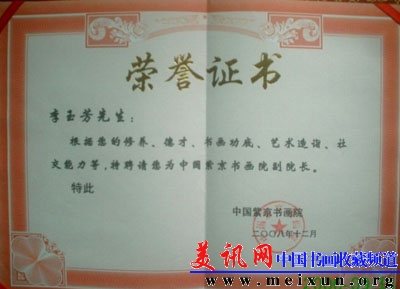 荣誉证书
李玉芳先生：
根据您的修养、德才、书画功底、艺术造诣、社
交能力等，特聘请您为中国紫京书画院副院长。
特此
中国紫京书画院
二〇〇八年十二月
美讯网中国书画收藏频道
www.meixun.org